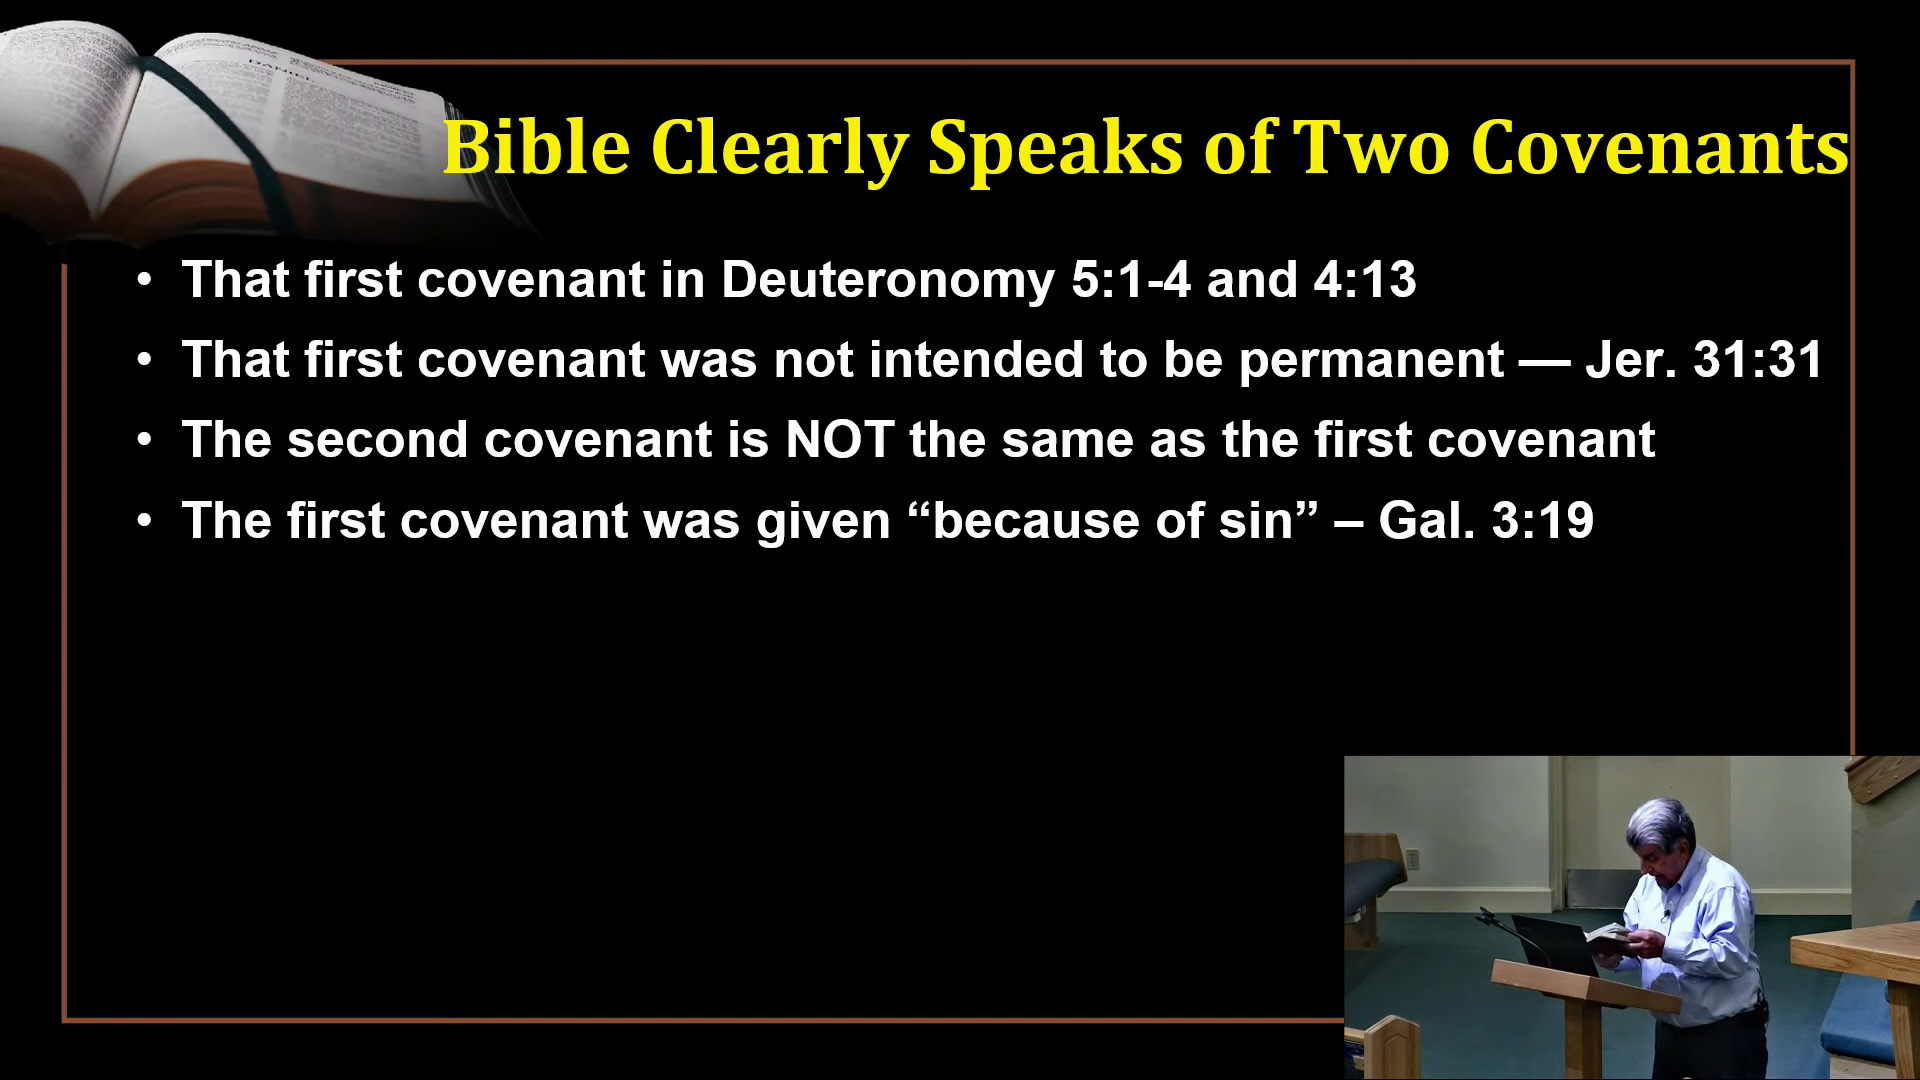 DANIEL
Bible Clearly Speaks of Two Covenants
• That first covenant in Deuteronomy 5:1-4 and 4:13
• That first covenant was not intended to be permanent — Jer. 31:31
• The second covenant is NOT the same as the first covenant
• The first covenant was given “because of sin” – Gal. 3:19